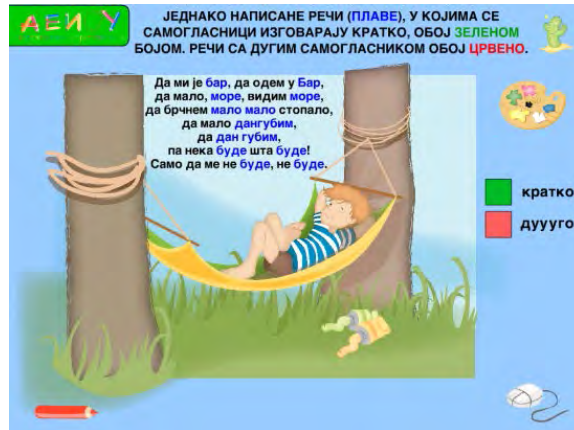 А Е И У
ЈЕДНАКО НАПИСАНЕ РЕЧИ (ПЛАВЕ), У КОЈИМА СЕ
САМОГЛАСНИЦИ ИЗГОВАРАЈУ КРАТКО, ОБОЈ ЗЕЛЕНОМ
БОЈОМ. РЕЧИ СА ДУГИМ САМОГЛАСНИКОМ ОБОЈ ЦРВЕНО.
Да ми је бар, да одем у Бар,
да мало, море, видим море,
да брчнем мало мало стопало,
да мало дангубим,
да дан губим,
па нека буде шта буде!
Само да ме не буде, не буде.
кратко
дуууго